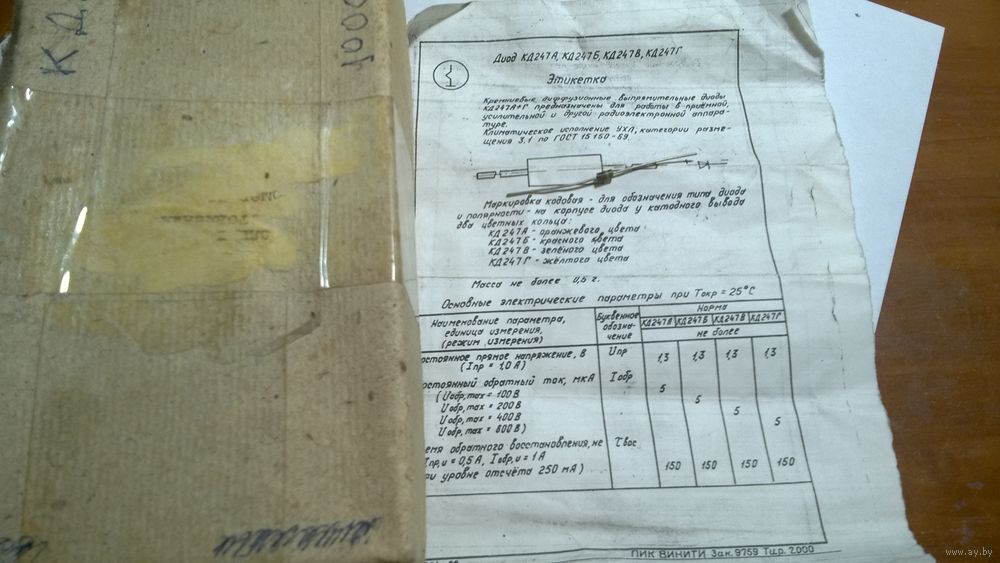 КД
1000
Диод КД247А, КД247Б, КД247В, КД247Г
Этикетка
Кремниевые диффузионные выпрямительные диоды
КД247А÷Г предназначены для работы в приёмной,
усилительной и другой радиоэлектронной аппара-
туре.
Климатическое исполнение УХЛ, категории разме-
щения 3.1 по ГОСТ 15150-69.
Маркировка кодовая - для обозначения типа диода
и полярности - на корпусе диода у катодного вывода
два цветных кольца:
КД247А - оранжевого цвета
КД247Б - красного цвета
КД247В - зелёного цвета
КД247Г - жёлтого цвета
Масса не более 0,5 г.
Основные электрические параметры при Токр = 25°С
Наименование параметра,
единица измерения,
(режим измерения)
Буквенное
обозна-
чение
Норма
КД247А КД247Б КД247В КД247Г
не более
остоянное прямое напряжение, В
(Iпр = 1,0 А)
Uпр
1,3 1,3 1,3 1,3
остоянный обратный ток, мкА
Iобр
(Uобр,max = 100 В
5
Uобр,max = 200 В
5
Uобр,max = 400 В
5
Uобр,max = 600 В)
5
емя обратного восстановления, нс
τвос.
Iпр,и = 0,5 А, Iобр,и = 1 А
ри уровне отсчёта 250 мА)
150 150 150 150
ПИК ВИНИТИ Зак. 9759 Тир. 2000
www.ay.by